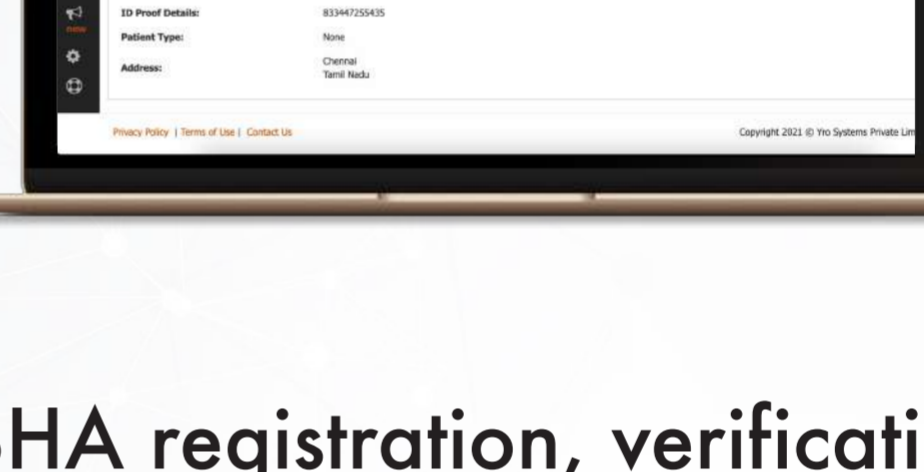 ID Proof Details: 833447255435
new
Patient Type: None
Address: Chennai
Tamil Nadu
Privacy Policy | Terms of Use | Contact Us Copyright 2021 © Yro Systems Private Lim
HA registration, verificati